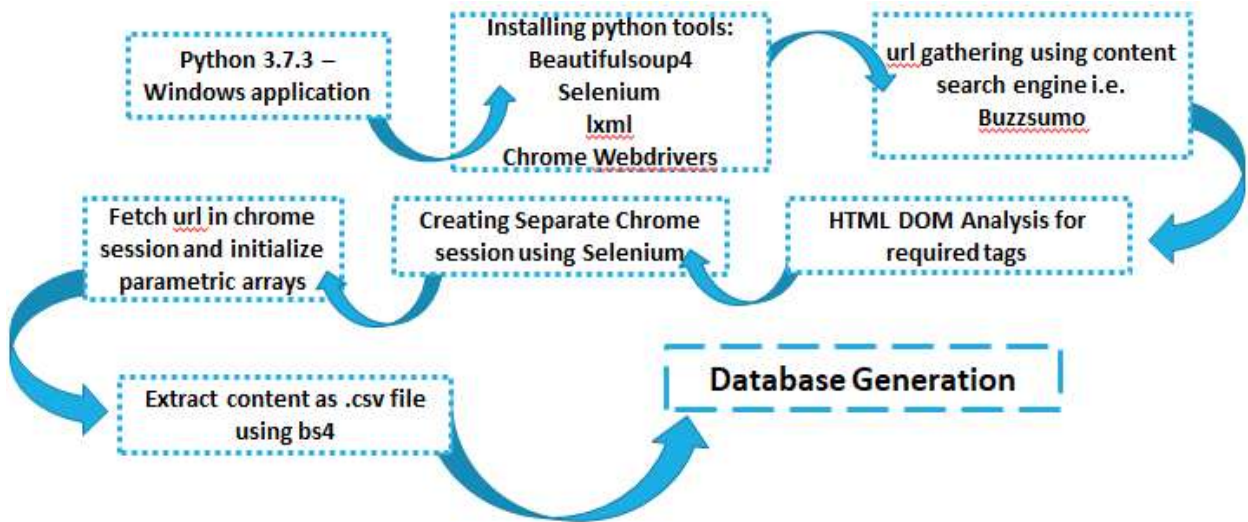 Python 3.7.3 –
Windows application
Installing python tools:
Beautifulsoup4
Selenium
lxml
Chrome Webdrivers
url gathering using content
search engine i.e.
Buzzsumo
HTML DOM Analysis for
required tags
Creating Separate Chrome
session using Selenium
Fetch url in chrome
session and initialize
parametric arrays
Extract content as .csv file
using bs4
Database Generation